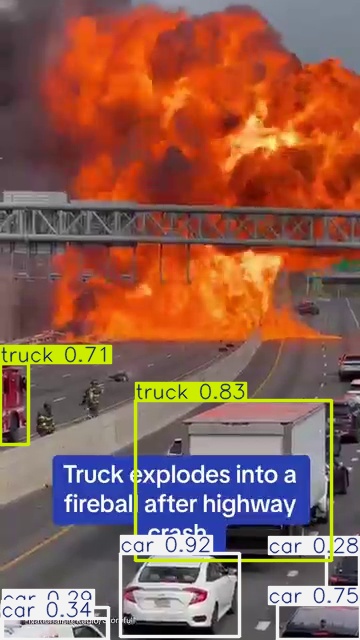 truck 0.71
truck 0.83
Truck explodes into a
fireball after highway
crash
car 0.92
car 0.28
car 0.29
car 0.34
car 0.75